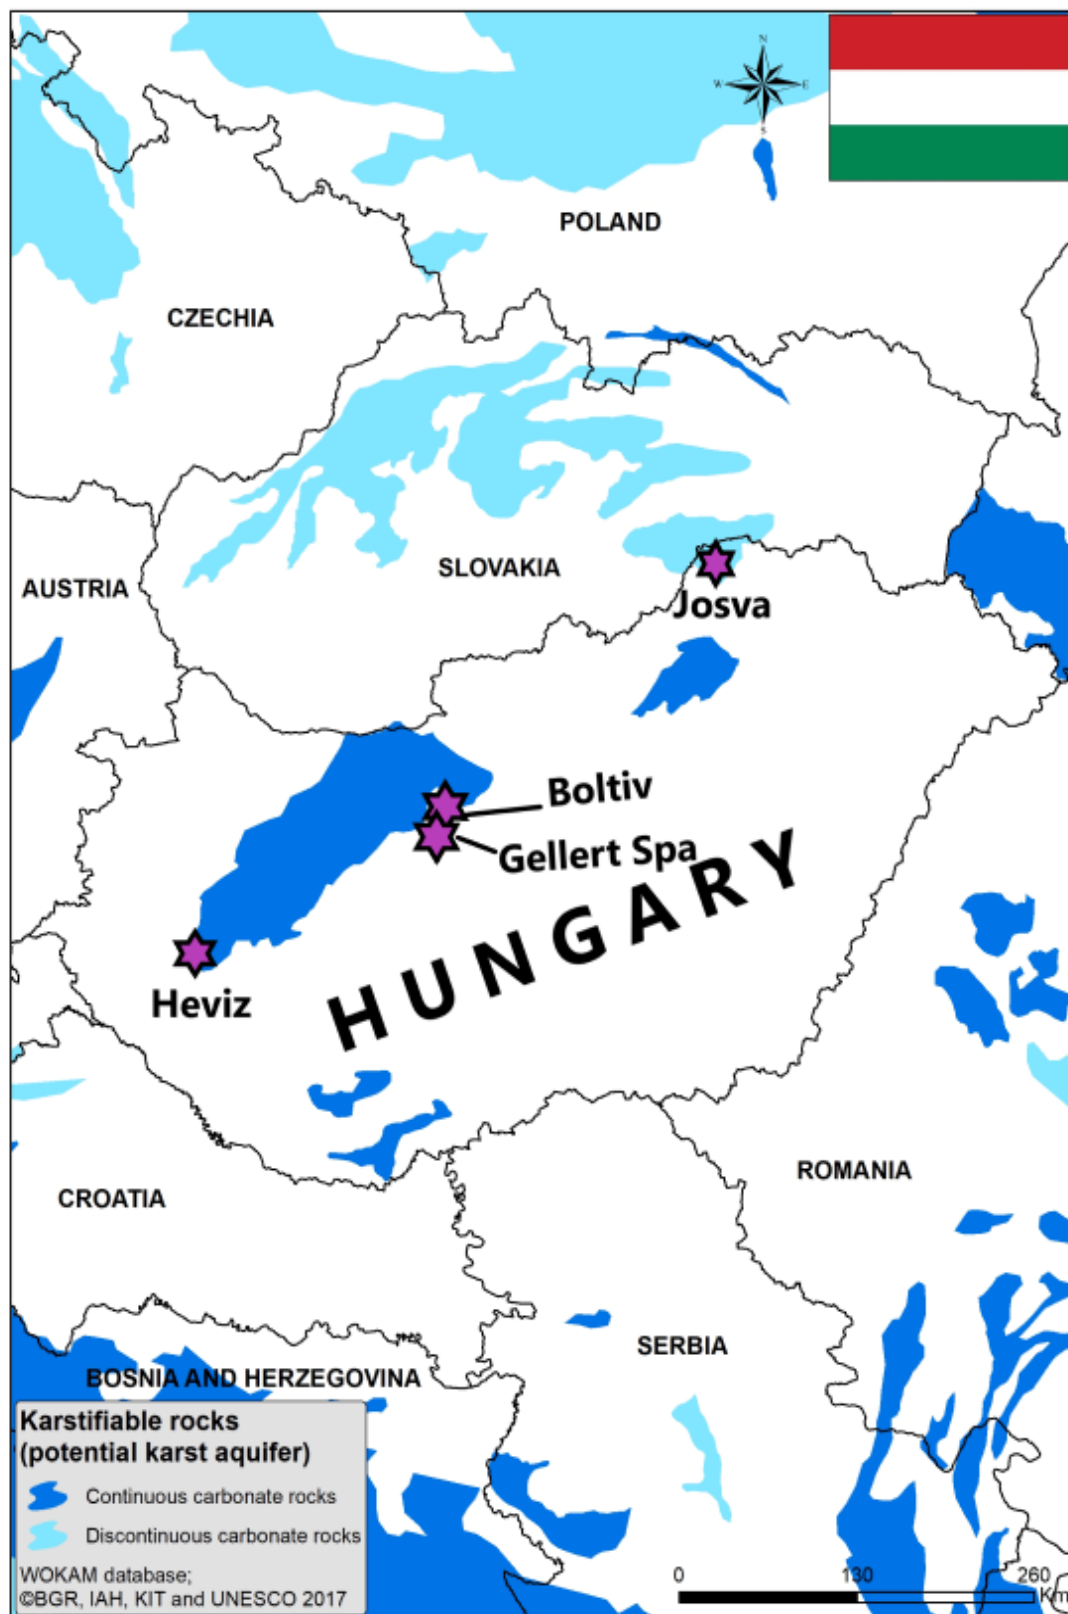 N
W
E
S
POLAND
CZECHIA
SLOVAKIA
AUSTRIA
Josva
Boltiv
Gellert Spa
HUNGARY
Heviz
CROATIA
ROMANIA
SERBIA
BOSNIA AND HERZEGOVINA
Karstifiable rocks
(potential karst aquifer)
Continuous carbonate rocks
Discontinuous carbonate rocks
WOKAM database;
©BGR, IAH, KIT and UNESCO 2017
0 130 260
Km